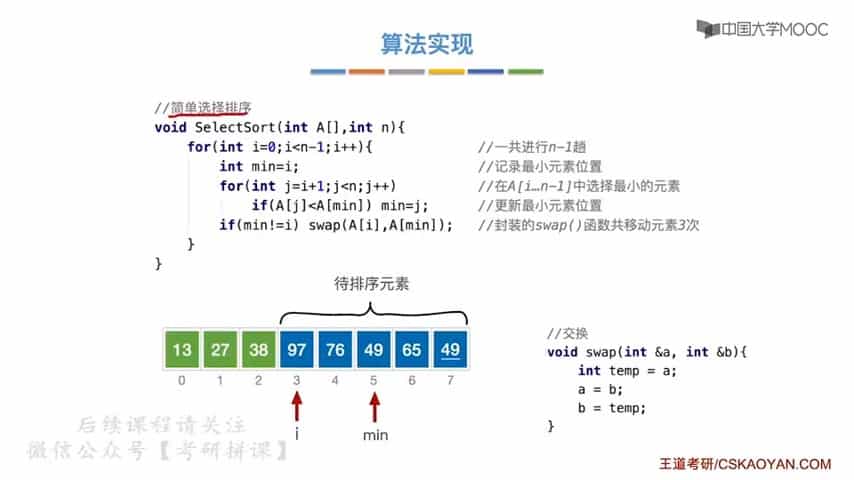 中国大学MOOC
算法实现
//简单选择排序
void SelectSort(int A[],int n){
for(int i=0;i<n-1;i++){ //一共进行n-1趟
int min=i; //记录最小元素位置
for(int j=i+1;j<n;j++) //在A[i…n-1]中选择最小的元素
if(A[j]<A[min]) min=j; //更新最小元素位置
if(min!=i) swap(A[i],A[min]); //封装的swap()函数共移动元素3次
}
}
待排序元素
13 27 38 97 76 49 65 49
0 1 2 3 4 5 6 7
i min
//交换
void swap(int &a, int &b){
int temp = a;
a = b;
b = temp;
}
后续课程请关注
微信公众号【考研拼课】
王道考研/CSKAOYAN.COM